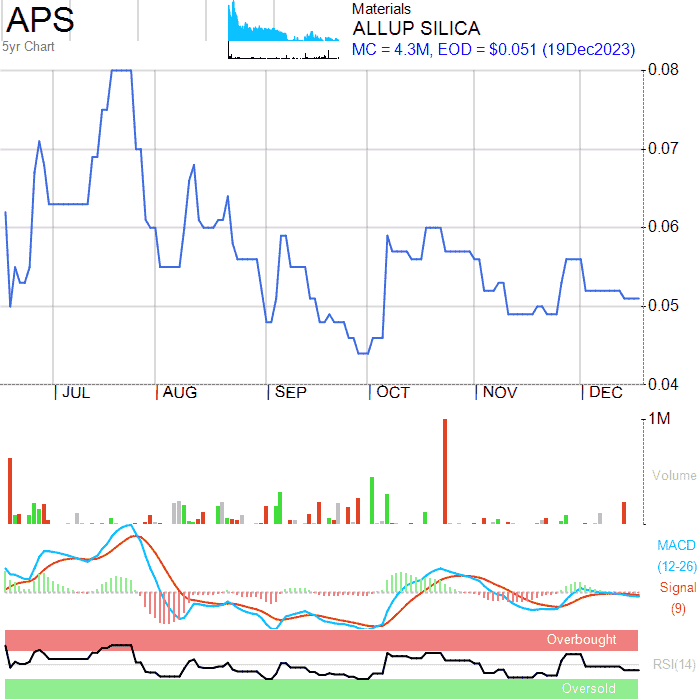 APS
5yr Chart
Materials
ALLUP SILICA
MC = 4.3M, EOD = $0.051 (19Dec2023)
0.08
0.07
0.06
0.05
0.04
JUL AUG SEP OCT NOV DEC
1M
Volume
MACD
(12-26)
Signal
(9)
Overbought
RSI(14)
Oversold